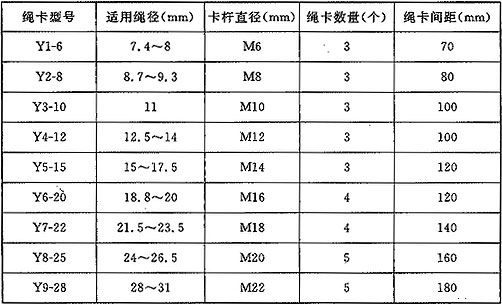 绳卡型号 适用绳径(mm) 卡杆直径(mm) 绳卡数量(个) 绳卡间距(mm)
Y1-6 7.4～8 M6 3 70
Y2-8 8.7～9.3 M8 3 80
Y3-10 11 M10 3 100
Y4-12 12.5～14 M12 3 100
Y5-15 15～17.5 M14 3 120
Y6-20 18.8～20 M16 4 120
Y7-22 21.5～23.5 M18 4 140
Y8-25 24～26.5 M20 5 160
Y9-28 28～31 M22 5 180